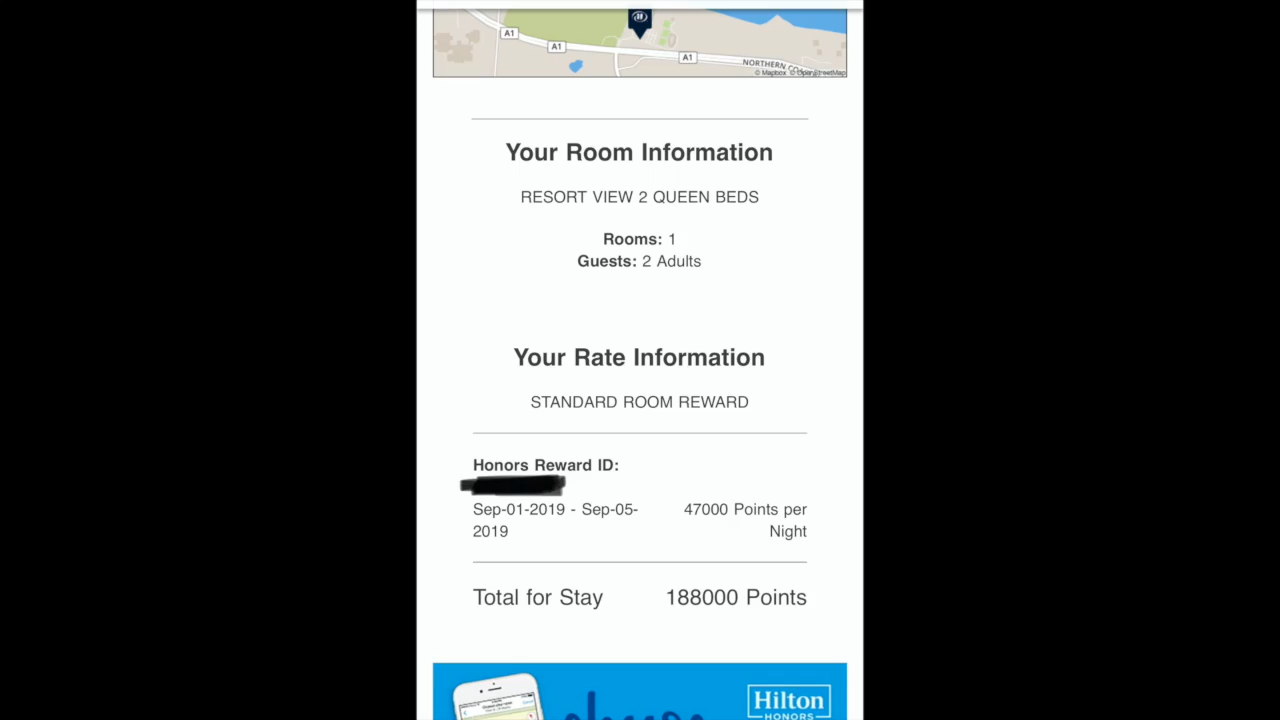 A1
A1
A1
NORTHERN CO
© Mapbox © OpenStreetMap
Your Room Information
RESORT VIEW 2 QUEEN BEDS
Rooms: 1
Guests: 2 Adults
Your Rate Information
STANDARD ROOM REWARD
Honors Reward ID:
Sep-01-2019 - Sep-05-
2019
47000 Points per
Night
Total for Stay
188000 Points
Hilton
HONORS